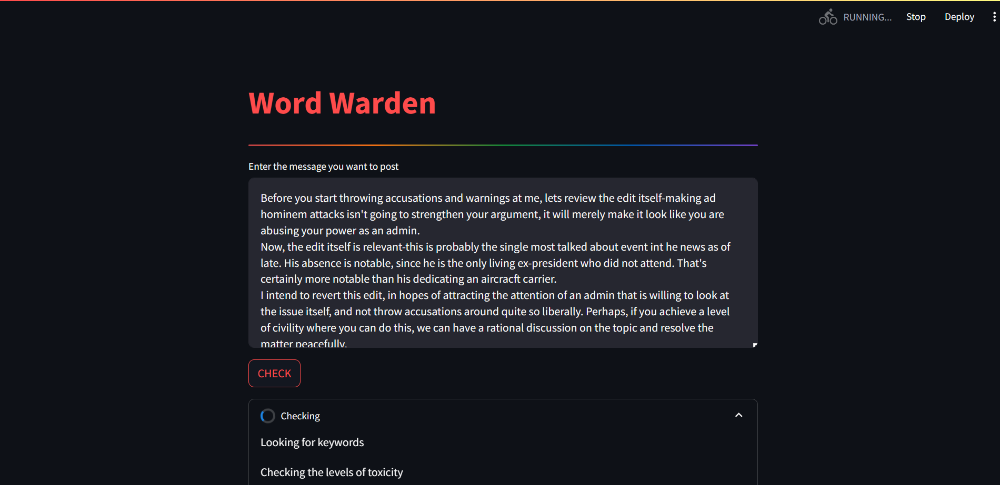 RUNNING...
Stop
Deploy
Word Warden
Enter the message you want to post
Before you start throwing accusations and warnings at me, lets review the edit itself-making ad
hominem attacks isn't going to strengthen your argument, it will merely make it look like you are
abusing your power as an admin.
Now, the edit itself is relevant-this is probably the single most talked about event int he news as of
late. His absence is notable, since he is the only living ex-president who did not attend. That's
certainly more notable than his dedicating an aircracft carrier.
I intend to revert this edit, in hopes of attracting the attention of an admin that is willing to look at
the issue itself, and not throw accusations around quite so liberally. Perhaps, if you achieve a level
of civility where you can do this, we can have a rational discussion on the topic and resolve the
matter peacefully.
CHECK
Checking
Looking for keywords
Checking the levels of toxicity